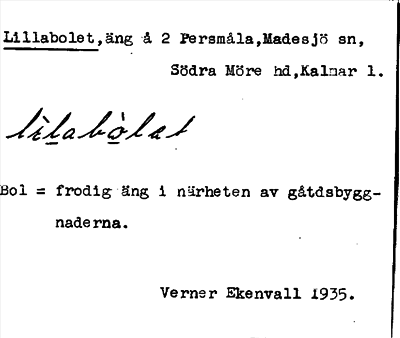 Lillabolet,äng å 2 Persmåla,Madesjö sn,
Södra Möre hd,Kalmar l.
lìlabòlat
Bol = frodig äng i närheten av gåtdsbygg-
naderna.
Verner Ekenvall 1935.